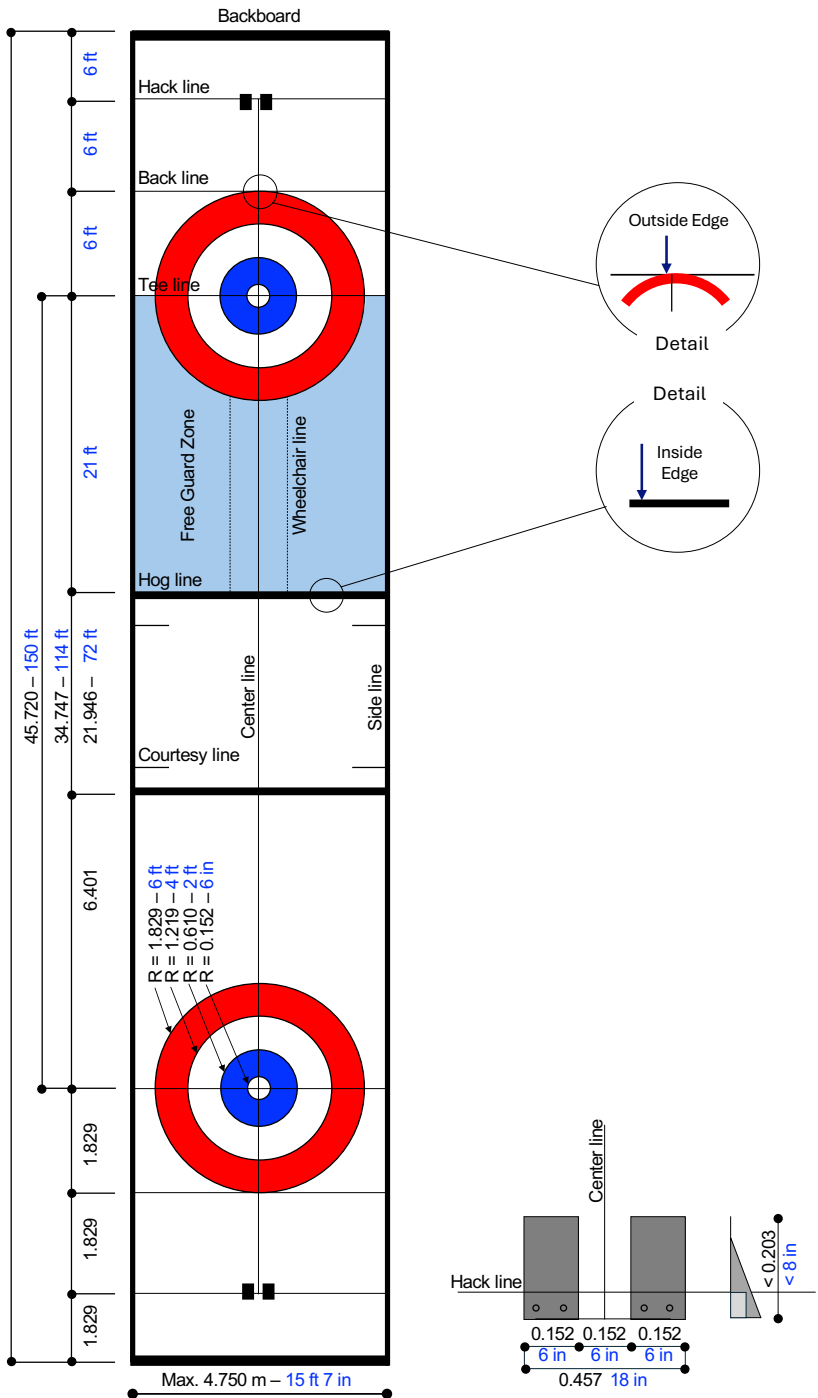 Backboard
6 ft
Hack line
6 ft
Back line
6 ft
Tee line
Outside Edge
Detail
Detail
Inside
Edge
Free Guard Zone
Wheelchair line
21 ft
Hog line
45.720 – 150 ft
34.747 – 114 ft
21.946 – 72 ft
Center line
Side line
Courtesy line
6.401
R = 1.829 – 6 ft
R = 1.219 – 4 ft
R = 0.610 – 2 ft
R = 0.152 – 6 in
1.829
1.829
1.829
Max. 4.750 m – 15 ft 7 in
Center line
Hack line
< 0.203
< 8 in
0.152 0.152 0.152
6 in 6 in 6 in
0.457 18 in